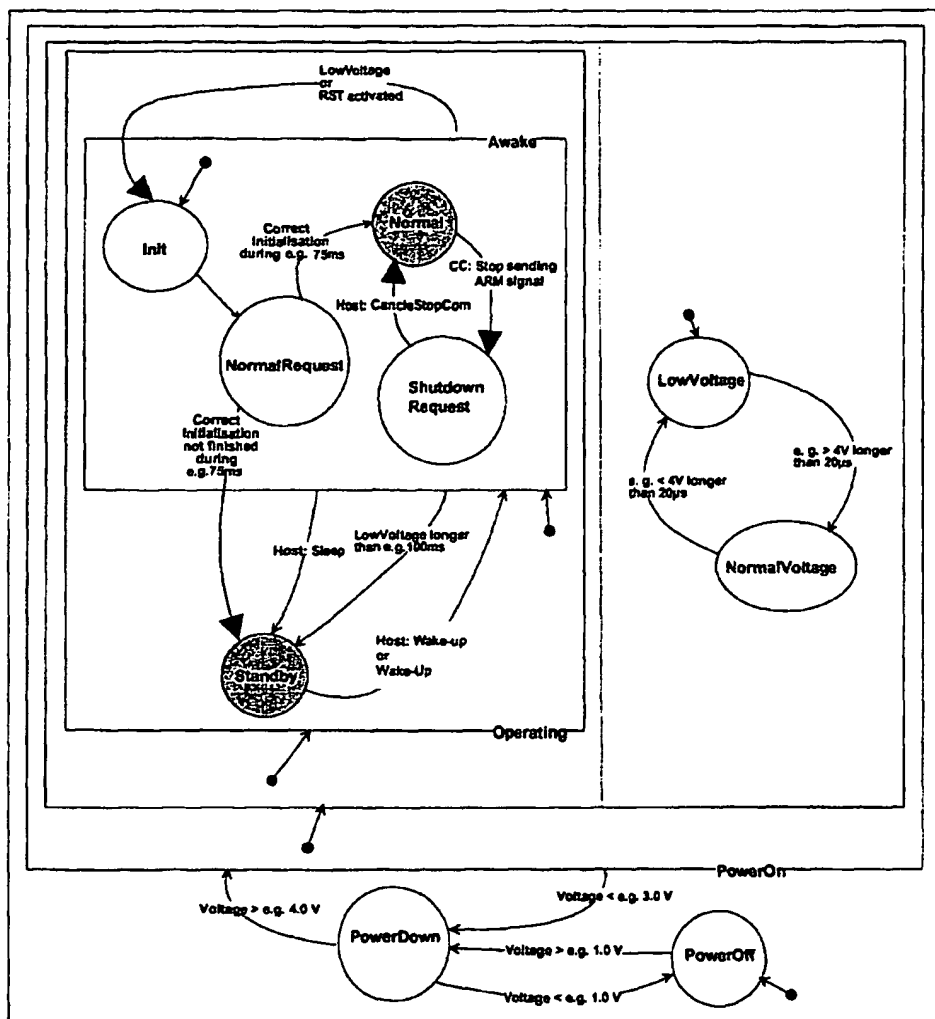 LowVoltage
or
RST activated
Awake
Init
Normal
Correct
Initialisation
during e.g. 75ms
CC: Stop sending
ARM signal
Host: CancleStopCom
NormalRequest
Shutdown
Request
Correct
Initialisation
not finished
during
e.g.75ms
Host: Sleep
LowVoltage longer
than e.g.100ms
Host: Wake-up
or
Wake-Up
Standby
Operating
LowVoltage
e. g. > 4V longer
than 20µs
e. g. < 4V longer
than 20µs
NormalVoltage
PowerOn
Voltage > e.g. 4.0 V
Voltage < e.g. 3.0 V
PowerDown
Voltage > e.g. 1.0 V
PowerOff
Voltage < e.g. 1.0 V